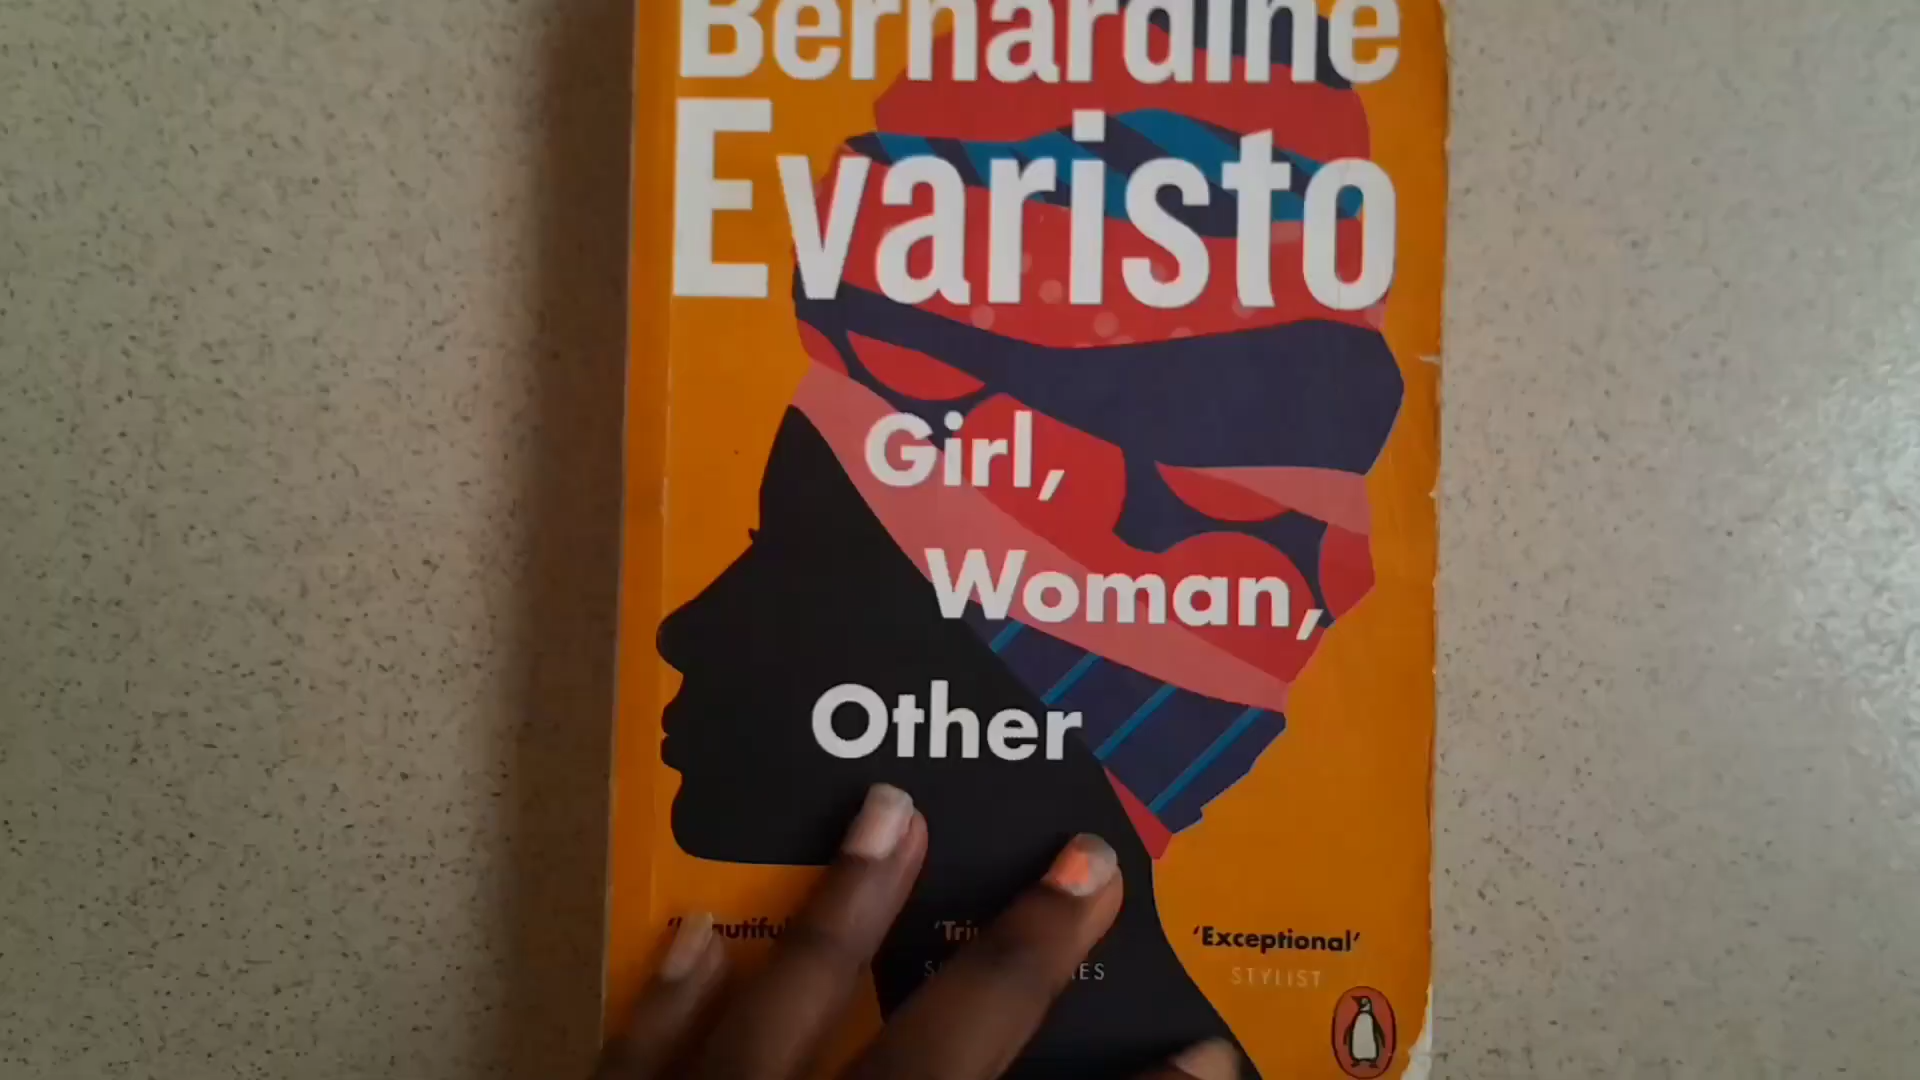 Bernardine
Evaristo
Girl,
Woman,
Other
'Exceptional'
STYLIST